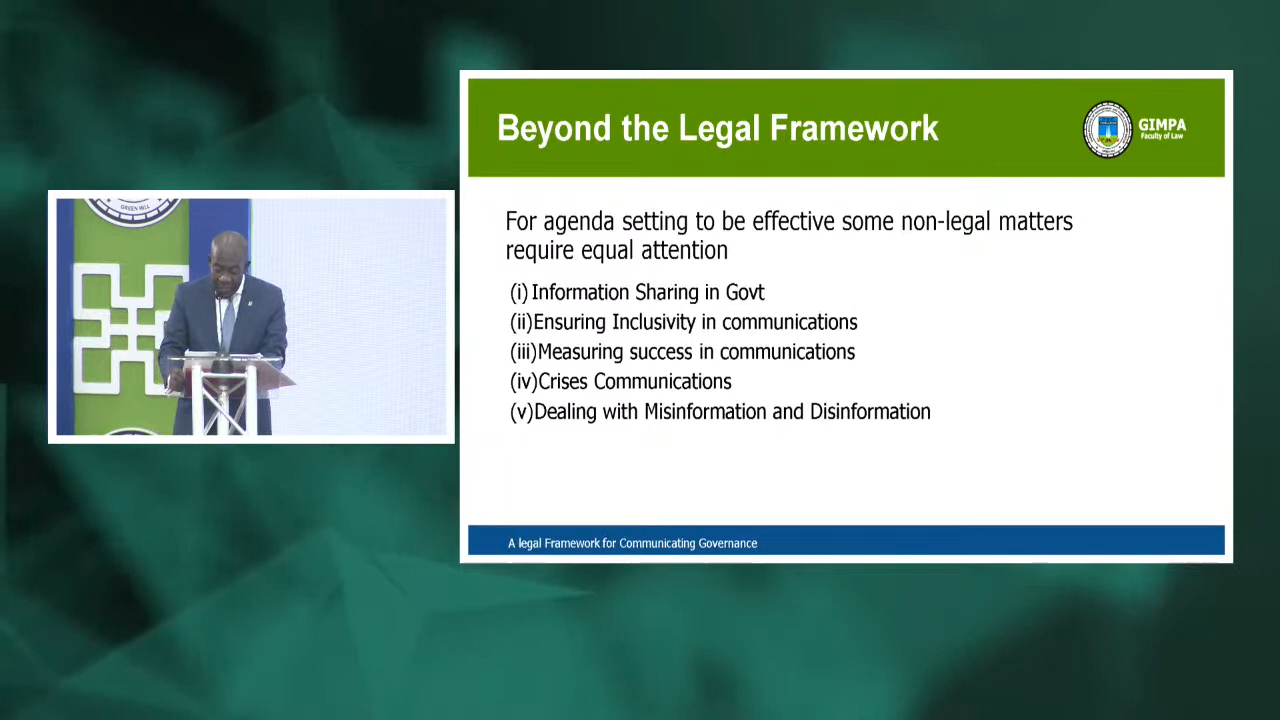 Beyond the Legal Framework
GIMPA
Faculty of Law
For agenda setting to be effective some non-legal matters
require equal attention
(i) Information Sharing in Govt
(ii)Ensuring Inclusivity in communications
(iii)Measuring success in communications
(iv)Crises Communications
(v)Dealing with Misinformation and Disinformation
A legal Framework for Communicating Governance
GREEN HILL